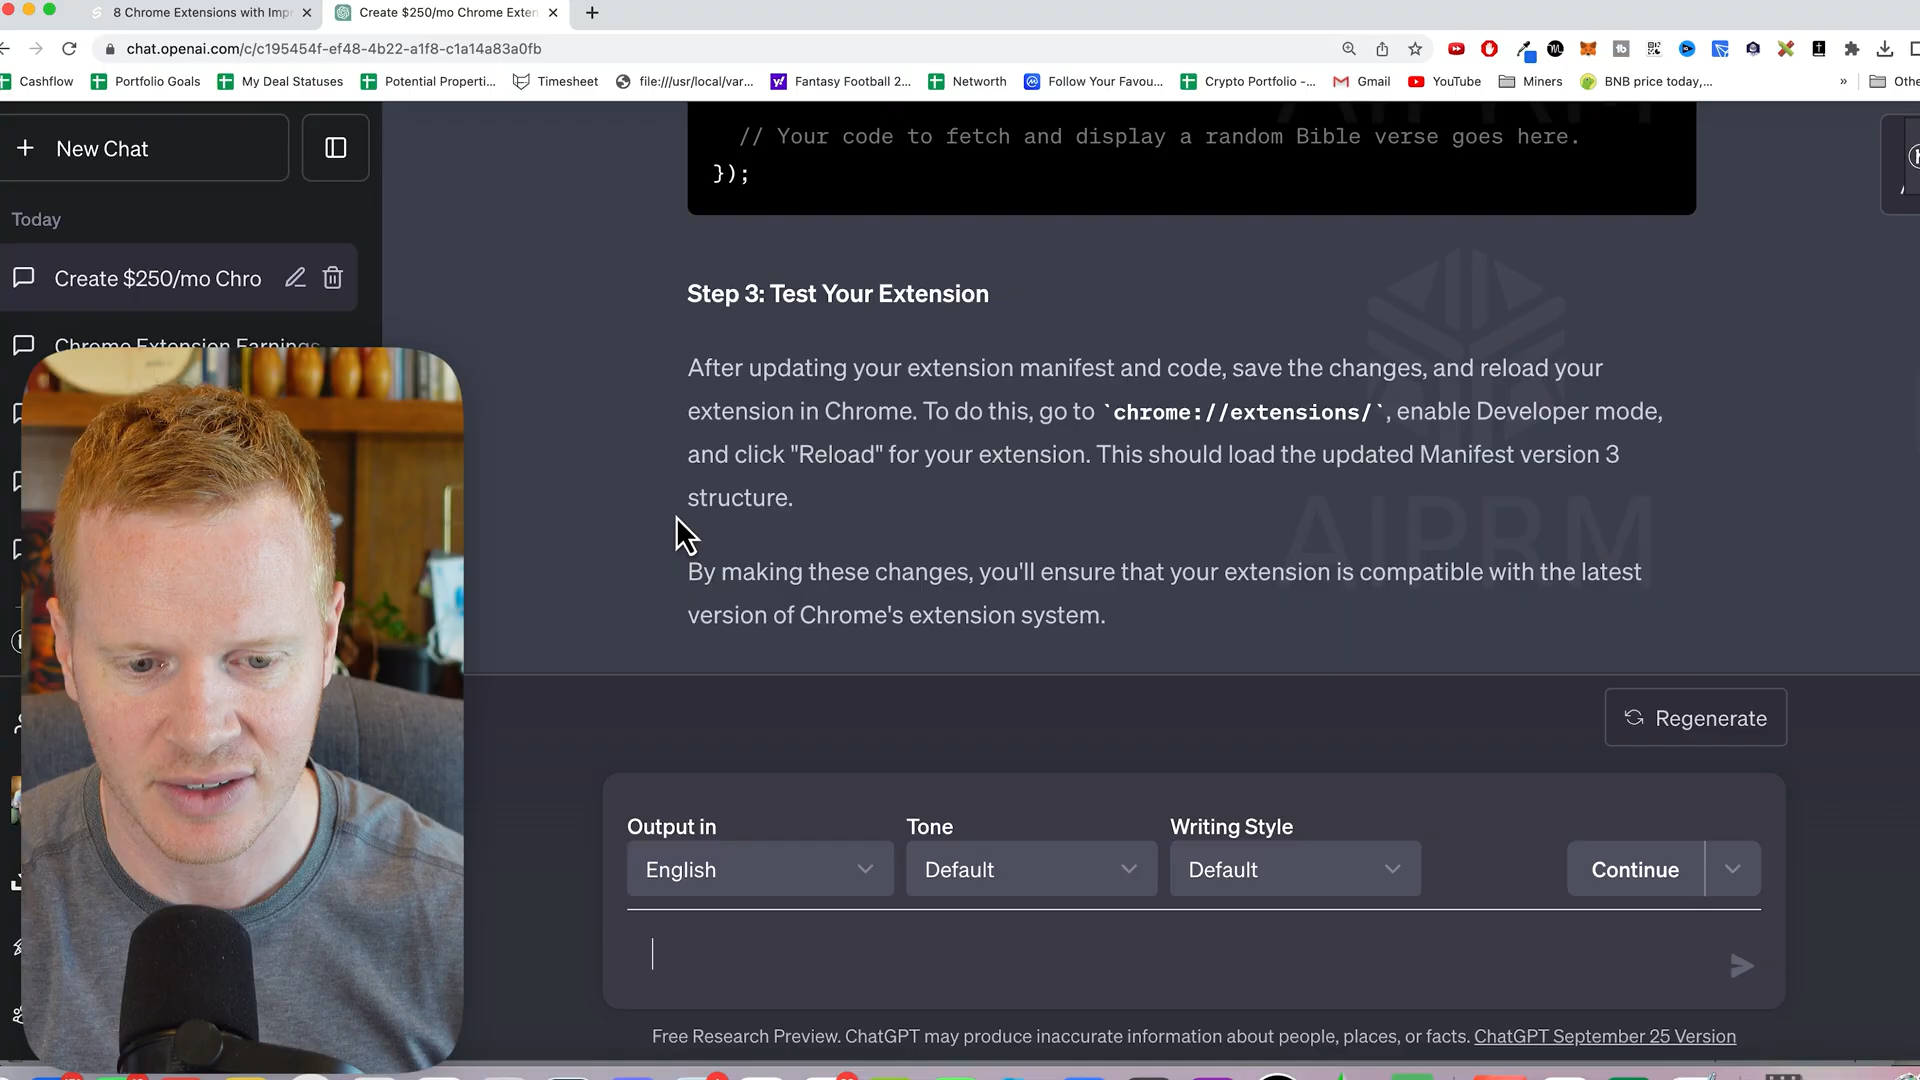 8 Chrome Extensions with Impr
Create $250/mo Chrome Exten
chat.openai.com/c/c195454f-ef48-4b22-a1f8-c1a14a83a0fb
Cashflow Portfolio Goals My Deal Statuses Potential Properti... Timesheet file:///usr/local/var... Fantasy Football 2... Networth Follow Your Favou... Crypto Portfolio -... Gmail YouTube Miners BNB price today,... » Othe
+ New Chat
Today
Create $250/mo Chro
Chrome Extension Earnings
// Your code to fetch and display a random Bible verse goes here.
});
Step 3: Test Your Extension
After updating your extension manifest and code, save the changes, and reload your
extension in Chrome. To do this, go to `chrome://extensions/`, enable Developer mode,
and click "Reload" for your extension. This should load the updated Manifest version 3
structure.
By making these changes, you'll ensure that your extension is compatible with the latest
version of Chrome's extension system.
AIPRM
AIPRM
Regenerate
Output in Tone Writing Style
English Default Default Continue
Free Research Preview. ChatGPT may produce inaccurate information about people, places, or facts. ChatGPT September 25 Version